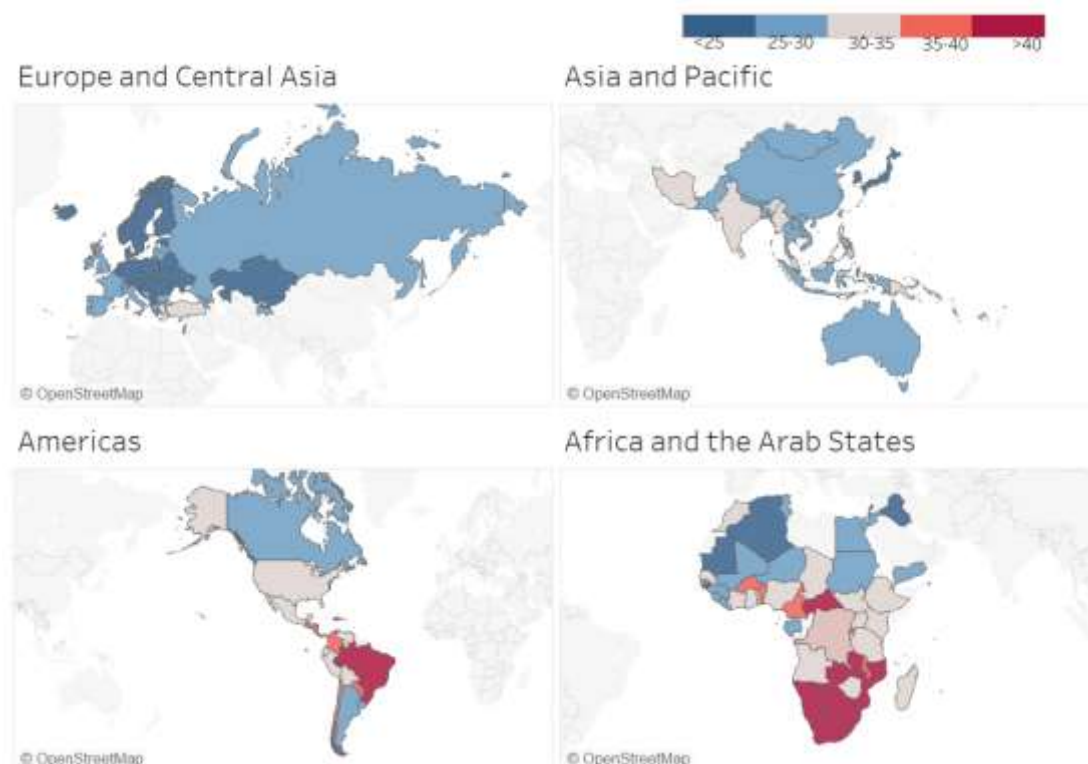 <25 25-30 30-35 35-40 >40
Europe and Central Asia
Asia and Pacific
© OpenStreetMap
© OpenStreetMap
Americas
Africa and the Arab States
© OpenStreetMap
© OpenStreetMap